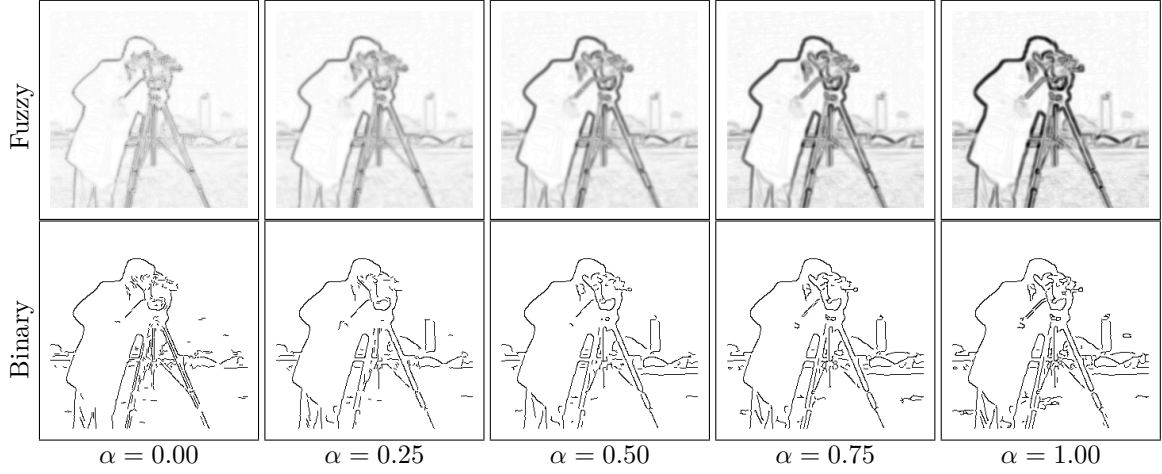 Fuzzy
Binary
α = 0.00
α = 0.25
α = 0.50
α = 0.75
α = 1.00